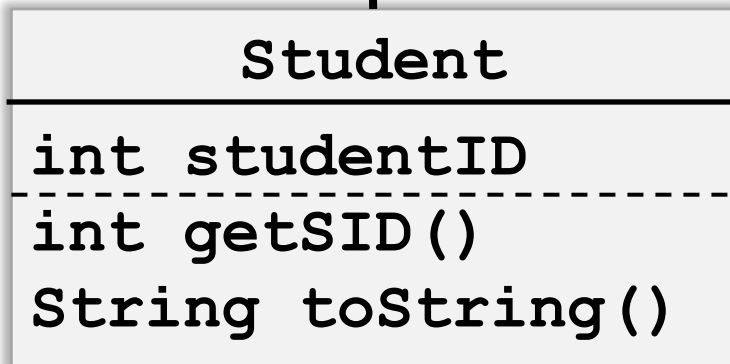 Student
int studentID
int getSID()
String toString()